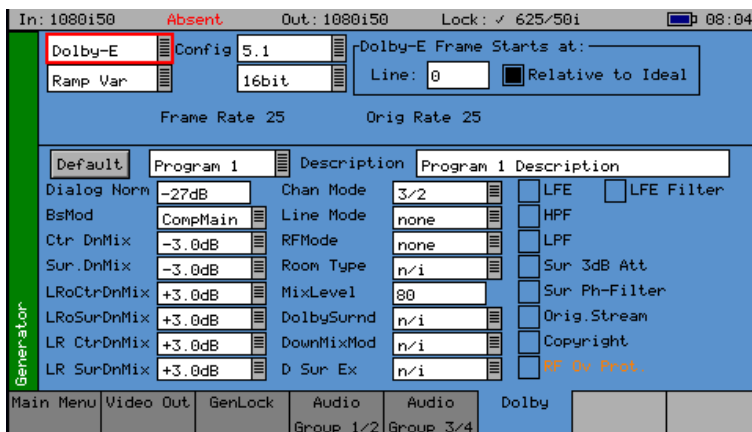 In: 1080i50 Absent Out: 1080i50 Lock: ✓ 625/50i 08:04
Dolby-E Config 5.1 Dolby-E Frame Starts at:
Ramp Var 16bit Line: 0 Relative to Ideal
Frame Rate 25 Orig Rate 25
Default Program 1 Description Program 1 Description
Dialog Norm -27dB Chan Mode 3/2 LFE LFE Filter
BsMod CompMain Line Mode none HPF
Ctr DnMix -3.0dB RFMode none LPF
Sur.DnMix -3.0dB Room Type n/i Sur 3dB Att
LRoCtrDnMix +3.0dB MixLevel 80 Sur Ph-Filter
LRoSurDnMix +3.0dB DolbySurnd n/i Orig.Stream
LR CtrDnMix +3.0dB DownMixMod n/i Copyright
LR SurDnMix +3.0dB D Sur Ex n/i RF Ov Prot.
Generator
Main Menu Video Out GenLock Audio Audio Dolby
Group 1/2 Group 3/4